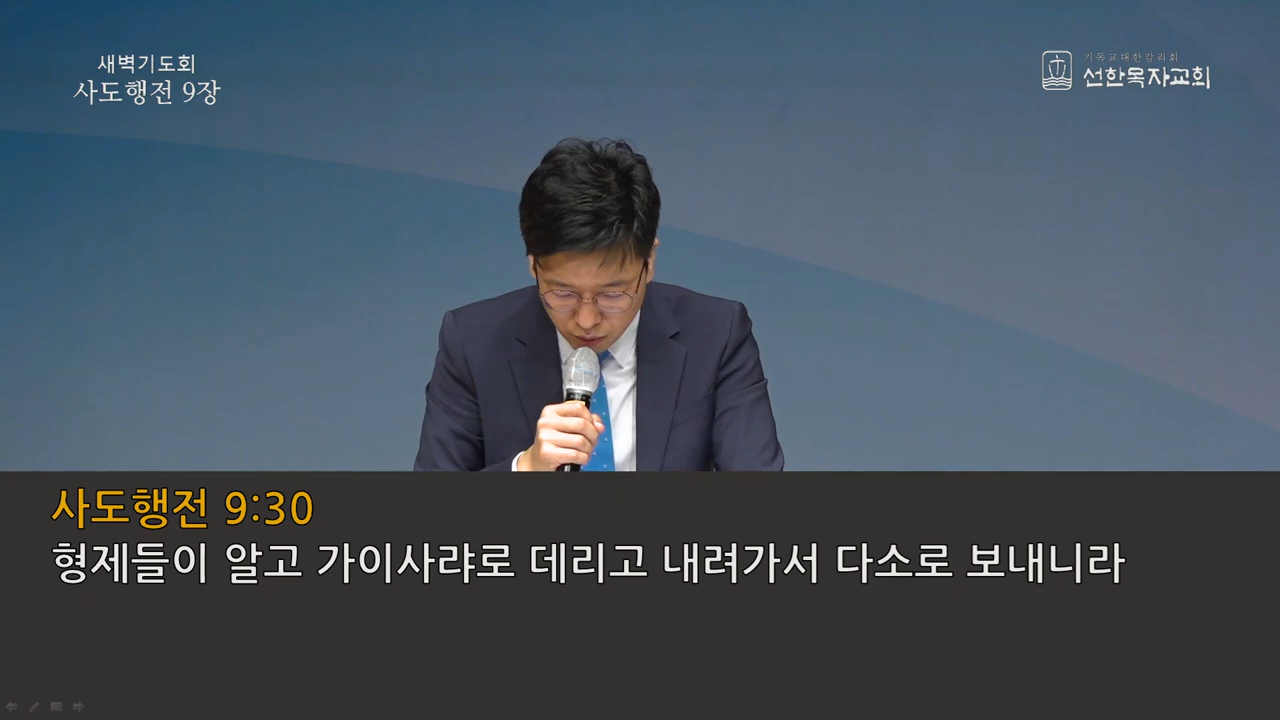 새벽기도회
사도행전 9장
기독교대한감리회
선한목자교회
사도행전 9:30
형제들이 알고 가이사랴로 데리고 내려가서 다소로 보내니라